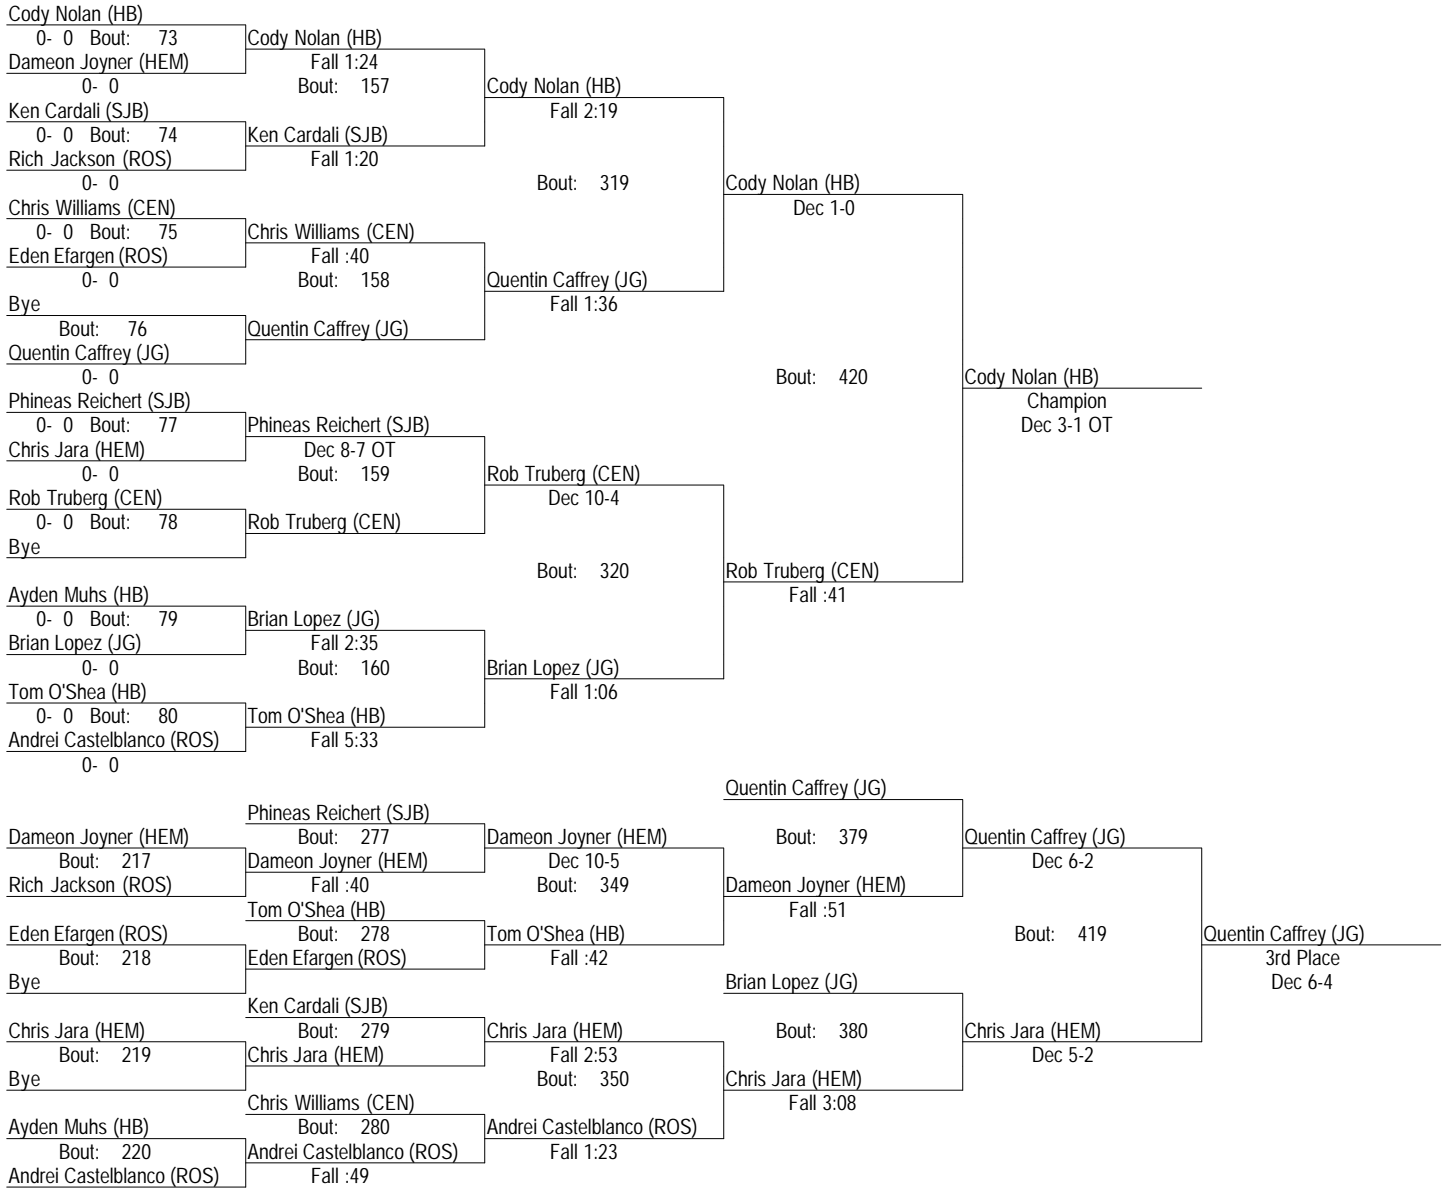 Cody Nolan (HB)
0- 0 Bout: 73
Cody Nolan (HB)
Dameon Joyner (HEM)
Fall 1:24
0- 0
Bout: 157
Cody Nolan (HB)
Ken Cardali (SJB)
Fall 2:19
0- 0 Bout: 74
Ken Cardali (SJB)
Rich Jackson (ROS)
Fall 1:20
0- 0
Bout: 319
Cody Nolan (HB)
Chris Williams (CEN)
Dec 1-0
0- 0 Bout: 75
Chris Williams (CEN)
Eden Efargen (ROS)
Fall :40
0- 0
Bout: 158
Quentin Caffrey (JG)
Bye
Fall 1:36
Bout: 76
Quentin Caffrey (JG)
Quentin Caffrey (JG)
0- 0
Bout: 420
Cody Nolan (HB)
Phineas Reichert (SJB)
Champion
0- 0 Bout: 77
Phineas Reichert (SJB)
Dec 3-1 OT
Chris Jara (HEM)
Dec 8-7 OT
0- 0
Bout: 159
Rob Truberg (CEN)
Rob Truberg (CEN)
Dec 10-4
0- 0 Bout: 78
Rob Truberg (CEN)
Bye
Bout: 320
Rob Truberg (CEN)
Ayden Muhs (HB)
Fall :41
0- 0 Bout: 79
Brian Lopez (JG)
Brian Lopez (JG)
Fall 2:35
0- 0
Bout: 160
Brian Lopez (JG)
Tom O'Shea (HB)
Fall 1:06
0- 0 Bout: 80
Tom O'Shea (HB)
Andrei Castelblanco (ROS)
Fall 5:33
0- 0
Quentin Caffrey (JG)
Phineas Reichert (SJB)
Dameon Joyner (HEM)
Bout: 277
Dameon Joyner (HEM)
Bout: 379
Quentin Caffrey (JG)
Bout: 217
Dameon Joyner (HEM)
Dec 10-5
Dec 6-2
Rich Jackson (ROS)
Fall :40
Bout: 349
Dameon Joyner (HEM)
Tom O'Shea (HB)
Fall :51
Eden Efargen (ROS)
Bout: 278
Tom O'Shea (HB)
Bout: 419
Quentin Caffrey (JG)
Bout: 218
Eden Efargen (ROS)
Fall :42
3rd Place
Bye
Brian Lopez (JG)
Dec 6-4
Ken Cardali (SJB)
Chris Jara (HEM)
Bout: 279
Chris Jara (HEM)
Bout: 380
Chris Jara (HEM)
Bout: 219
Chris Jara (HEM)
Fall 2:53
Dec 5-2
Bye
Bout: 350
Chris Jara (HEM)
Chris Williams (CEN)
Fall 3:08
Ayden Muhs (HB)
Bout: 280
Andrei Castelblanco (ROS)
Bout: 220
Andrei Castelblanco (ROS)
Fall 1:23
Andrei Castelblanco (ROS)
Fall :49